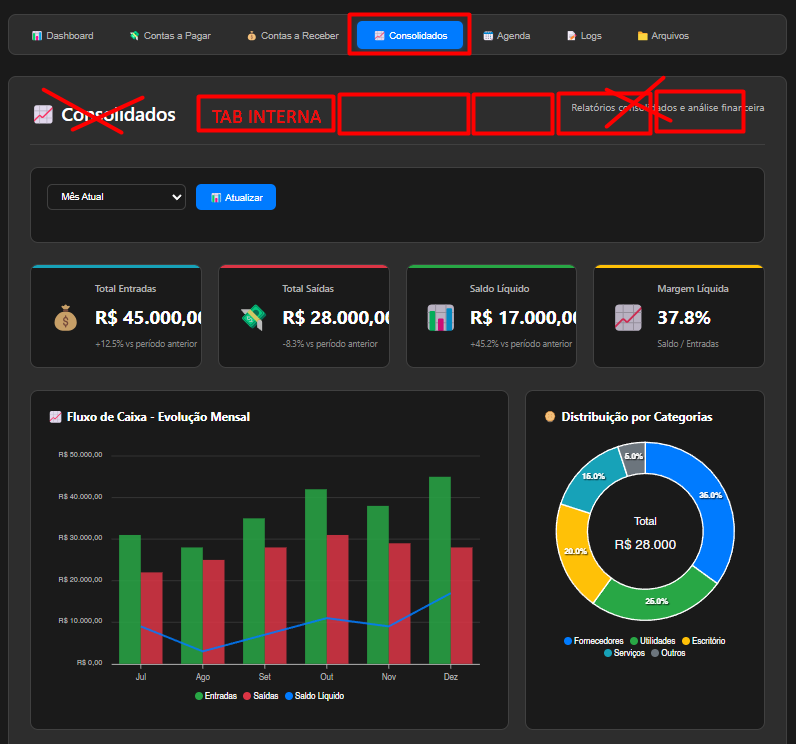 📊 Dashboard 💸 Contas a Pagar 💰 Contas a Receber 📈 Consolidados 📅 Agenda 📝 Logs 📁 Arquivos
📈 Consolidados TAB INTERNA Relatórios consolidados e análise financeira
Mês Atual 📊 Atualizar
Total Entradas
R$ 45.000,00
+12.5% vs período anterior
Total Saídas
R$ 28.000,00
-8.3% vs período anterior
Saldo Líquido
R$ 17.000,00
+45.2% vs período anterior
Margem Líquida
37.8%
Saldo / Entradas
📈 Fluxo de Caixa - Evolução Mensal
R$ 50.000,00
R$ 40.000,00
R$ 30.000,00
R$ 20.000,00
R$ 10.000,00
R$ 0,00
Jul Ago Set Out Nov Dez
Entradas Saídas Saldo Líquido
Distribuição por Categorias
5.0%
15.0%
35.0%
20.0%
25.0%
Total
R$ 28.000
Fornecedores Utilidades Escritório
Serviços Outros